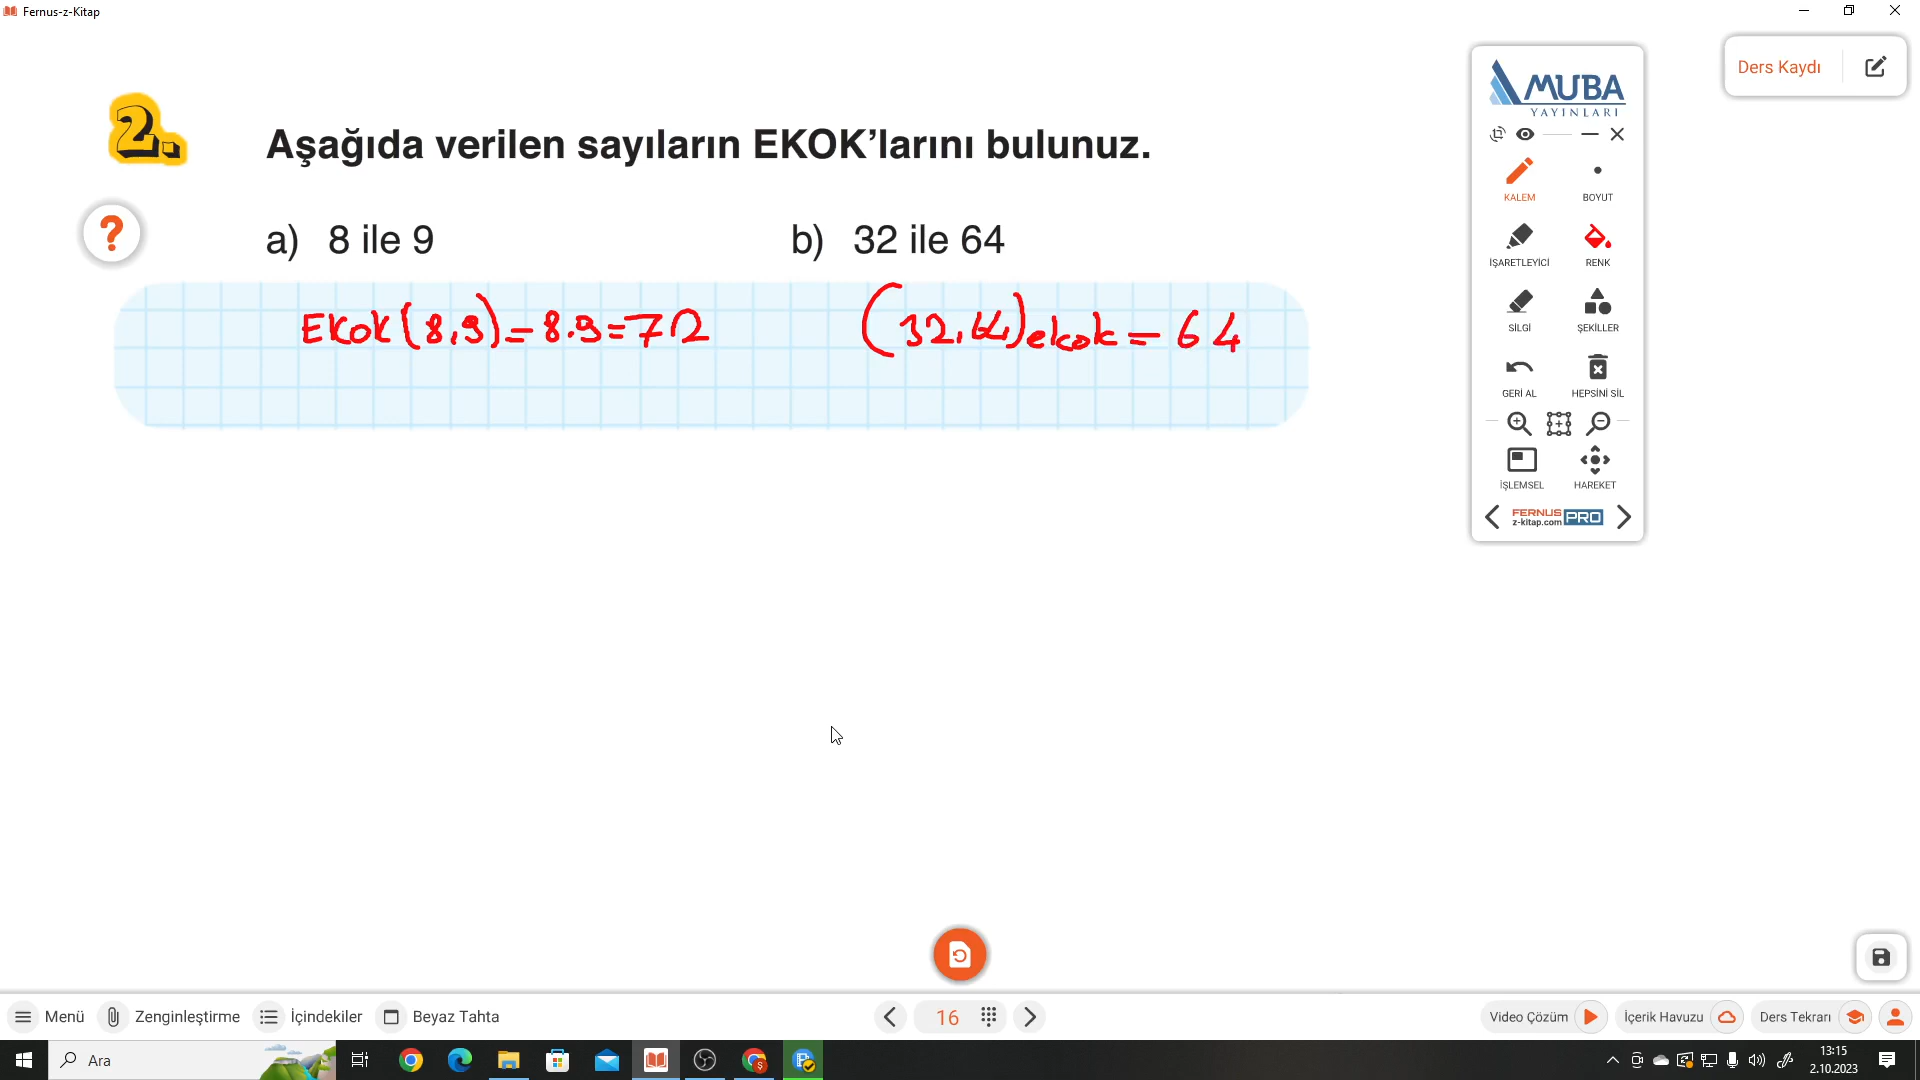 Fernus-z-Kitap
Ders Kaydı
MUBA
YAYINLARI
2.
Aşağıda verilen sayıların EKOK'larını bulunuz.
?
a) 8 ile 9
b) 32 ile 64
EKOK(8,9)=8.9=72
(32,64)ekok=64
KALEM
BOYUT
İŞARETLEYİCİ
RENK
SİLGİ
ŞEKİLLER
GERİ AL
HEPSİNİ SİL
İŞLEMSEL
HAREKET
FERNUS
z-kitap.com PRO
Menü
Zenginleştirme
İçindekiler
Beyaz Tahta
16
Video Çözüm
İçerik Havuzu
Ders Tekrarı
Ara
13:15
2.10.2023